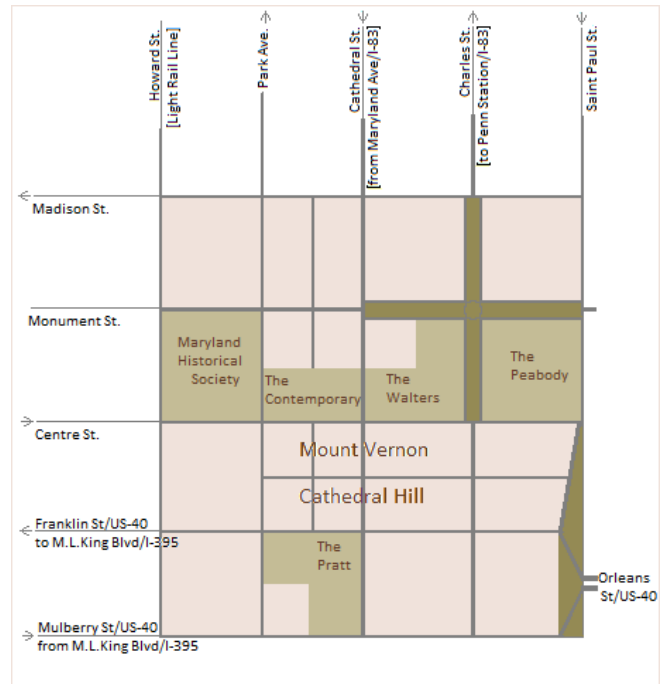 Howard St.
[Light Rail Line]
Park Ave.
Cathedral St.
[from Maryland Ave/I-83]
Charles St.
[to Penn Station/I-83]
Saint Paul St.
Madison St.
Monument St.
Maryland
Historical
Society
The
Contemporary
The
Walters
The
Peabody
Centre St.
Mount Vernon
Cathedral Hill
Franklin St/US-40
to M.L.King Blvd/I-395
The
Pratt
Orleans
St/US-40
Mulberry St/US-40
from M.L.King Blvd/I-395